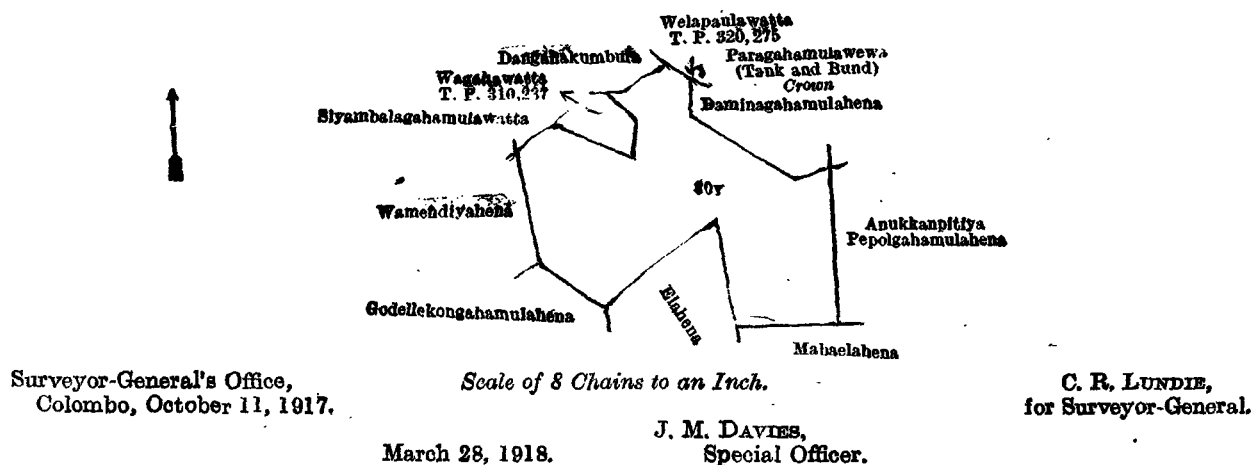 Welapaulawatta
T. P. 320,275
Dangahakumbura
Paragahamulawewa
(Tank and Bund)
Crown
Wagahawatta
T. P. 310,237
Daminagahamulahena
Siyambalagahamulawatta
80Y
Wamendiyahena
Anukkanpitiya
Pepolgahamulahena
Elahena
Godellekongahamulahena
Mahaelahena
Surveyor-General's Office,
Colombo, October 11, 1917.
Scale of 8 Chains to an Inch.
C. R. LUNDIE,
for Surveyor-General.
J. M. DAVIES,
March 28, 1918.
Special Officer.